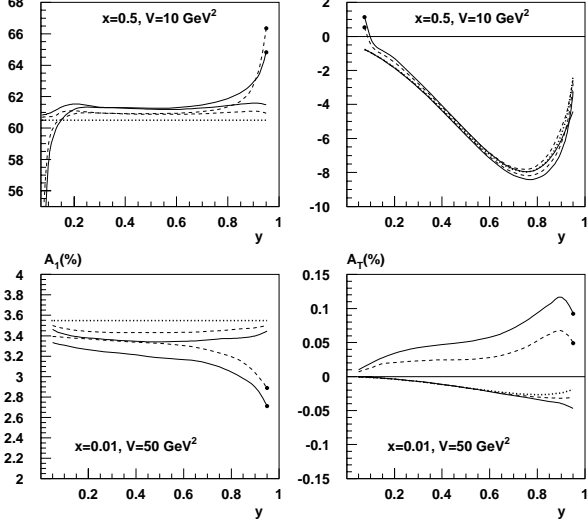 68
66
64
62
60
58
56
x=0.5, V=10 GeV²
0.2 0.4 0.6 0.8 1
y
2
0
-2
-4
-6
-8
-10
x=0.5, V=10 GeV²
0.2 0.4 0.6 0.8 1
y
A₁(%)
4
3.8
3.6
3.4
3.2
3
2.8
2.6
2.4
2.2
2
x=0.01, V=50 GeV²
0.2 0.4 0.6 0.8 1
y
A_T(%)
0.15
0.1
0.05
0
-0.05
-0.1
-0.15
x=0.01, V=50 GeV²
0.2 0.4 0.6 0.8 1
y